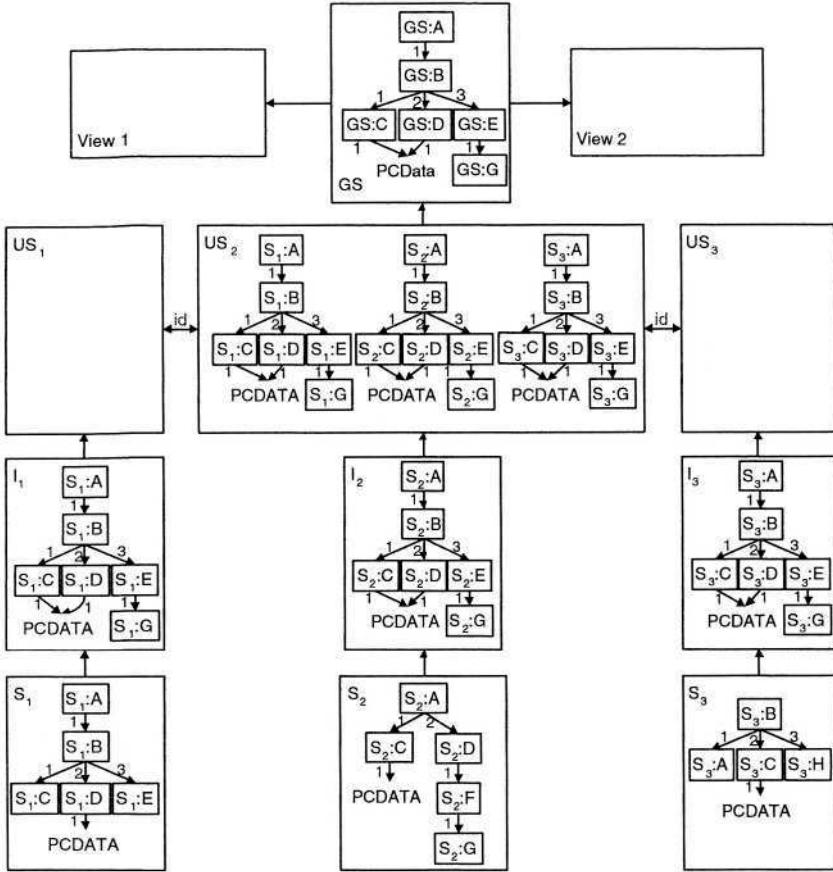 GS:A
1
GS:B
1 2 3
GS:C GS:D GS:E
1 1 1
PCData GS:G
GS
View 1
View 2
US₁
US₂
S₁:A S₂:A S₃:A
1 1 1
S₁:B S₂:B S₃:B
1 2 3 1 2 3 1 2 3
S₁:C S₁:D S₁:E S₂:C S₂:D S₂:E S₃:C S₃:D S₃:E
1 1 1 1 1 1 1 1 1
PCDATA S₁:G PCDATA S₂:G PCDATA S₃:G
US₃
id
id
I₁
S₁:A
1
S₁:B
1 2 3
S₁:C S₁:D S₁:E
1 1 1
PCDATA S₁:G
I₂
S₂:A
1
S₂:B
1 2 3
S₂:C S₂:D S₂:E
1 1 1
PCDATA S₂:G
I₃
S₃:A
1
S₃:B
1 2 3
S₃:C S₃:D S₃:E
1 1 1
PCDATA S₃:G
S₁
S₁:A
1
S₁:B
1 2 3
S₁:C S₁:D S₁:E
1
PCDATA
S₂
S₂:A
1 2
S₂:C S₂:D
1 1
PCDATA S₂:F
1
S₂:G
S₃
S₃:B
1 2 3
S₃:A S₃:C S₃:H
1
PCDATA